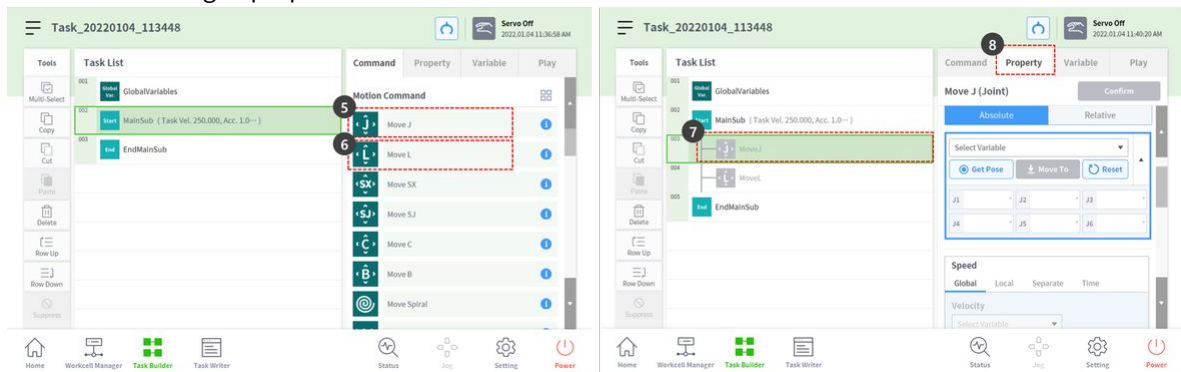 Task_20220104_113448
Servo Off
2022.01.04 11:36:58 AM
Tools
Task List
Command Property Variable Play
Multi-Select
Copy
Cut
Paste
Delete
Row Up
Row Down
Suppress
001 Global Var. GlobalVariables
002 Start MainSub ( Task Vel. 250.000, Acc. 1.0··· )
003 End EndMainSub
Motion Command
5
J Move J
6
L Move L
SX Move SX
SJ Move SJ
C Move C
B Move B
Move Spiral
Home Workcell Manager Task Builder Task Writer Status Jog Setting Power
Task_20220104_113448
Servo Off
2022.01.04 11:40:20 AM
8
Tools
Task List
Command Property Variable Play
Multi-Select
Copy
Cut
Paste
Delete
Row Up
Row Down
Suppress
001 Global Var. GlobalVariables
002 Start MainSub ( Task Vel. 250.000, Acc. 1.0··· )
7
003 J MoveJ
004 L MoveL
005 End EndMainSub
Move J (Joint) Confirm
Absolute Relative
Select Variable
Get Pose Move To Reset
J1 ° J2 ° J3 °
J4 ° J5 ° J6 °
Speed
Global Local Separate Time
Velocity
Select Variable
Home Workcell Manager Task Builder Task Writer Status Jog Setting Power